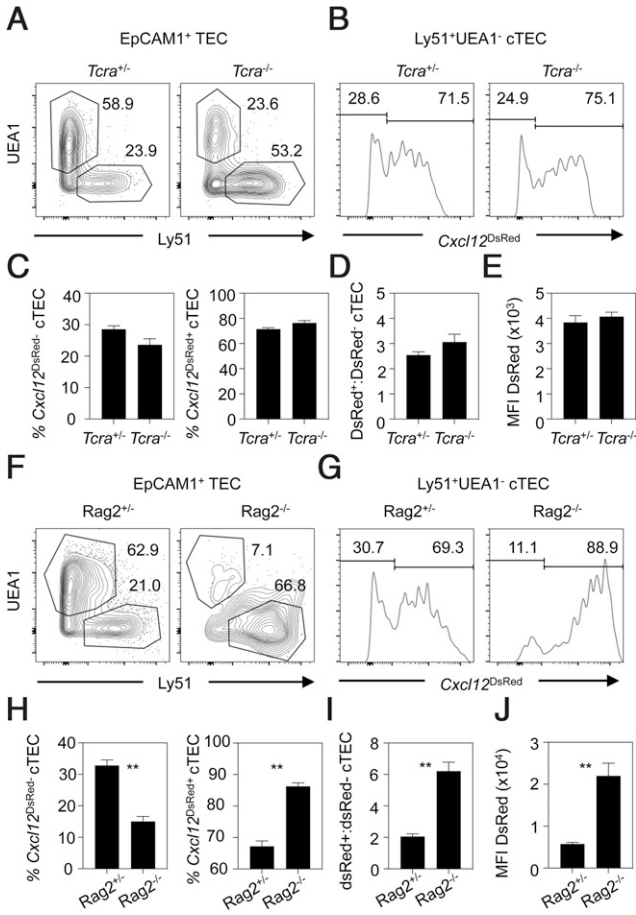 A
EpCAM1⁺ TEC
Tcra⁺/⁻ Tcra⁻/⁻
58.9
23.9
23.6
53.2
UEA1
Ly51
B
Ly51⁺UEA1⁻ cTEC
Tcra⁺/⁻ Tcra⁻/⁻
28.6 71.5
24.9 75.1
Cxcl12ᴰˢᴿᵉᵈ
C
% Cxcl12ᴰˢᴿᵉᵈ⁻ cTEC
40
30
20
10
0
Tcra⁺/⁻ Tcra⁻/⁻
% Cxcl12ᴰˢᴿᵉᵈ⁺ cTEC
100
80
60
40
20
0
Tcra⁺/⁻ Tcra⁻/⁻
D
DsRed⁺:DsRed⁻ cTEC
5
4
3
2
1
0
Tcra⁺/⁻ Tcra⁻/⁻
E
MFI DsRed (x10³)
5
4
3
2
1
0
Tcra⁺/⁻ Tcra⁻/⁻
F
EpCAM1⁺ TEC
Rag2⁺/⁻ Rag2⁻/⁻
62.9
21.0
7.1
66.8
UEA1
Ly51
G
Ly51⁺UEA1⁻ cTEC
Rag2⁺/⁻ Rag2⁻/⁻
30.7 69.3
11.1 88.9
Cxcl12ᴰˢᴿᵉᵈ
H
% Cxcl12ᴰˢᴿᵉᵈ⁻ cTEC
40
30
20
10
0
**
Rag2⁺/⁻ Rag2⁻/⁻
% Cxcl12ᴰˢᴿᵉᵈ⁺ cTEC
100
90
80
70
60
**
Rag2⁺/⁻ Rag2⁻/⁻
I
dsRed+:dsRed- cTEC
8
6
4
2
0
**
Rag2⁺/⁻ Rag2⁻/⁻
J
MFI DsRed (x10⁴)
3
2
1
0
**
Rag2⁺/⁻ Rag2⁻/⁻